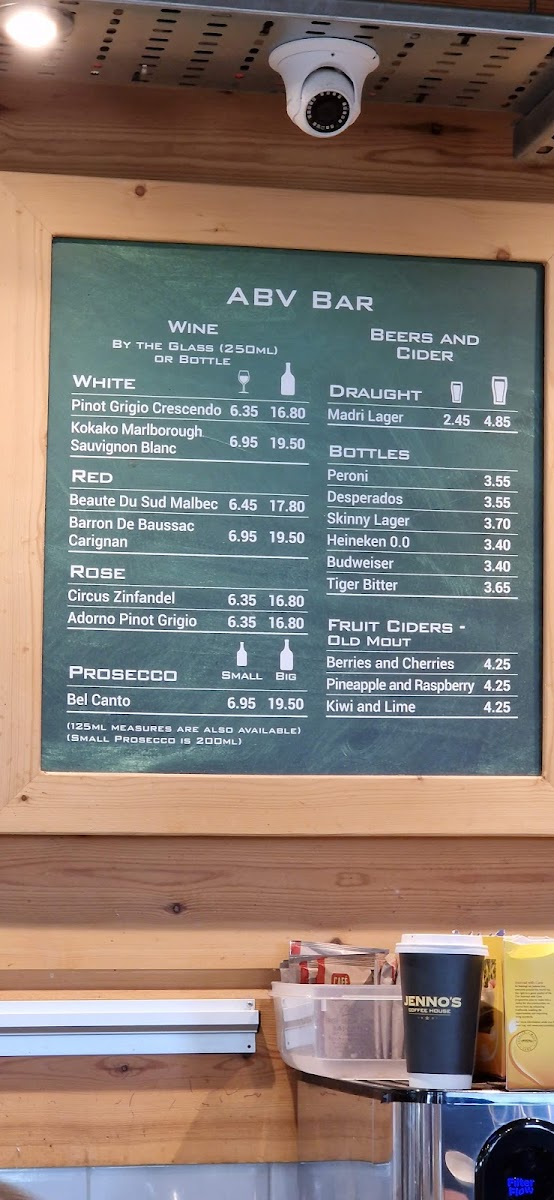 ABV Bar
Wine
By the Glass (250ml)
or Bottle
White
Pinot Grigio Crescendo 6.35 16.80
Kokako Marlborough
Sauvignon Blanc 6.95 19.50
Red
Beaute Du Sud Malbec 6.45 17.80
Barron De Baussac
Carignan 6.95 19.50
Rose
Circus Zinfandel 6.35 16.80
Adorno Pinot Grigio 6.35 16.80
Prosecco Small Big
Bel Canto 6.95 19.50
(125ml measures are also available)
(Small Prosecco is 200ml)
Beers and
Cider
Draught
Madri Lager 2.45 4.85
Bottles
Peroni 3.55
Desperados 3.55
Skinny Lager 3.70
Heineken 0.0 3.40
Budweiser 3.40
Tiger Bitter 3.65
Fruit Ciders -
Old Mout
Berries and Cherries 4.25
Pineapple and Raspberry 4.25
Kiwi and Lime 4.25
CAFÉ
JENNO'S
COFFEE HOUSE
Filter
Flow